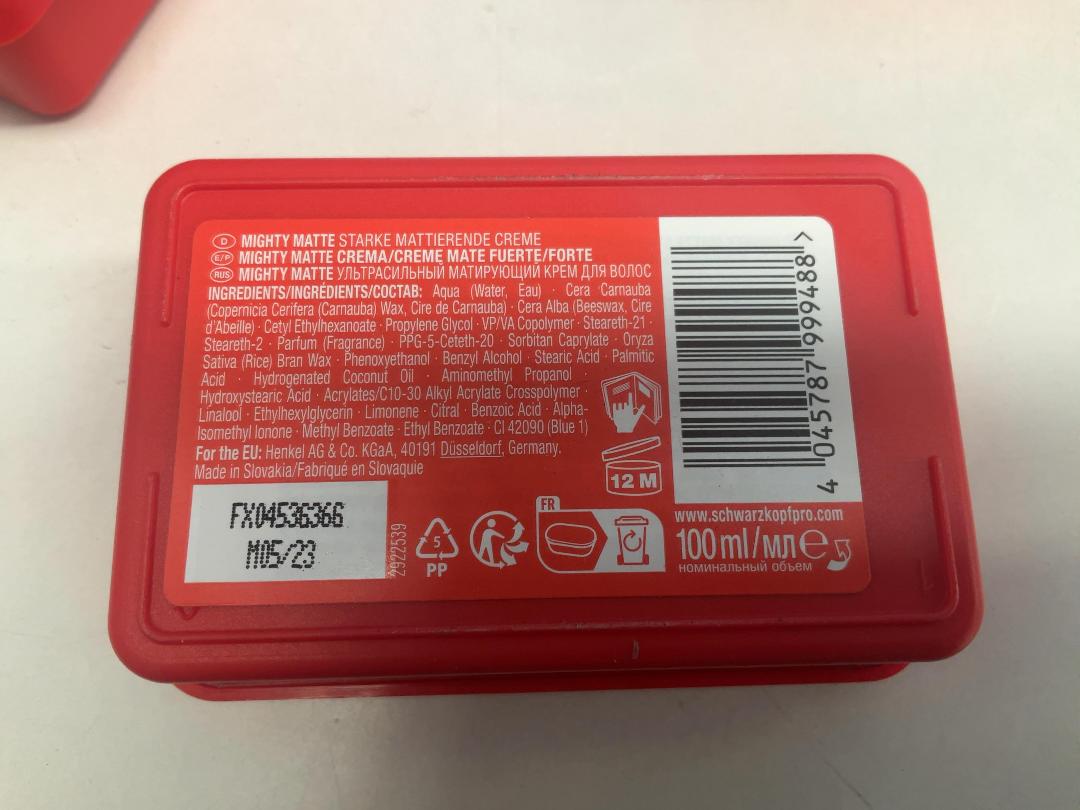 D MIGHTY MATTE STARKE MATTIERENDE CREME
E/P MIGHTY MATTE CREMA/CREME MATE FUERTE/FORTE
RUS MIGHTY MATTE УЛЬТРАСИЛЬНЫЙ МАТИРУЮЩИЙ КРЕМ ДЛЯ ВОЛОС
INGREDIENTS/INGRÉDIENTS/СОСТАВ: Aqua (Water, Eau) · Cera Carnauba
(Copernicia Cerifera (Carnauba) Wax, Cire de Carnauba) · Cera Alba (Beeswax, Cire
d'Abeille) · Cetyl Ethylhexanoate · Propylene Glycol · VP/VA Copolymer · Steareth-21 ·
Steareth-2 · Parfum (Fragrance) · PPG-5-Ceteth-20 · Sorbitan Caprylate · Oryza
Sativa (Rice) Bran Wax · Phenoxyethanol · Benzyl Alcohol · Stearic Acid · Palmitic
Acid · Hydrogenated Coconut Oil · Aminomethyl Propanol ·
Hydroxystearic Acid · Acrylates/C10-30 Alkyl Acrylate Crosspolymer ·
Linalool · Ethylhexylglycerin · Limonene · Citral · Benzoic Acid · Alpha-
Isomethyl Ionone · Methyl Benzoate · Ethyl Benzoate · CI 42090 (Blue 1)
For the EU: Henkel AG & Co. KGaA, 40191 Düsseldorf, Germany.
Made in Slovakia/Fabriqué en Slovaquie
FX04536366
M05/23
2922539
5
PP
FR
12 M
4 045787 999488 >
www.schwarzkopfpro.com
100 ml/мл e
номинальный объем